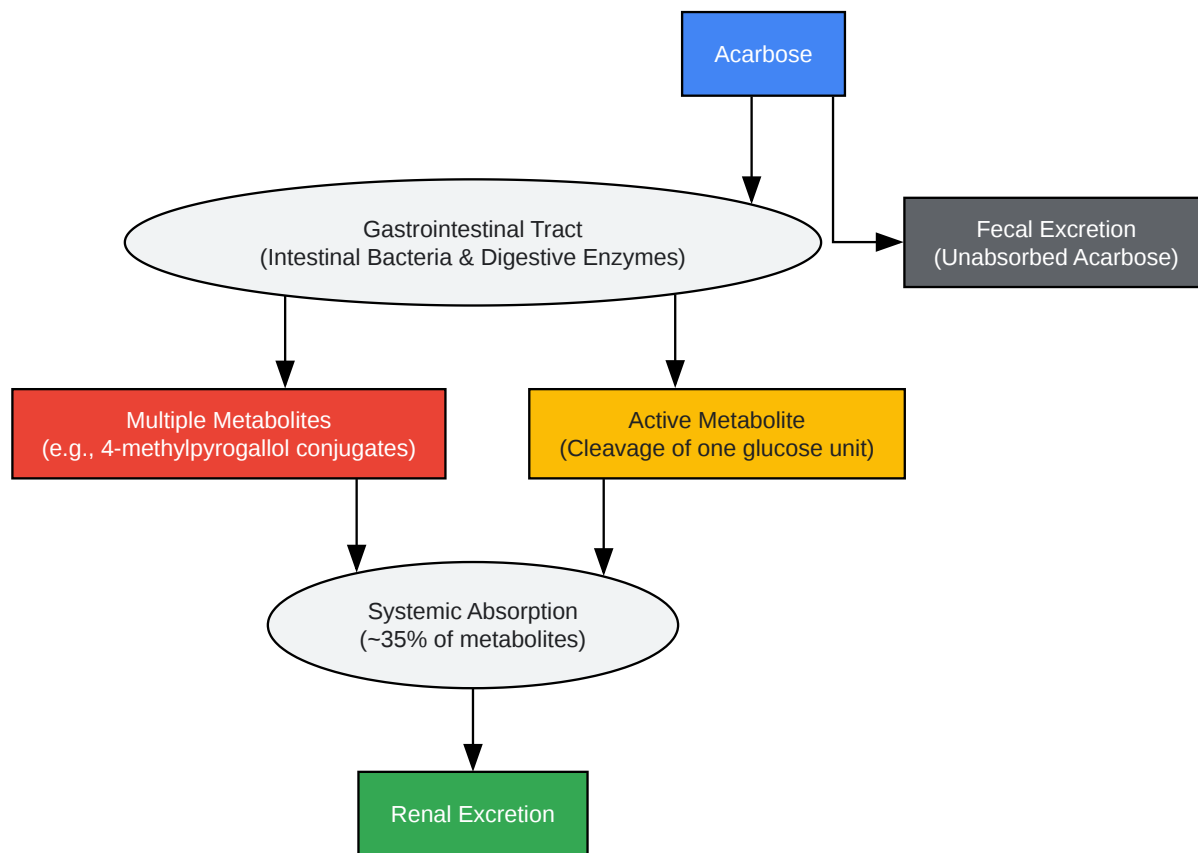 Acarbose
Gastrointestinal Tract
(Intestinal Bacteria & Digestive Enzymes)
Fecal Excretion
(Unabsorbed Acarbose)
Multiple Metabolites
(e.g., 4-methylpyrogallol conjugates)
Active Metabolite
(Cleavage of one glucose unit)
Systemic Absorption
(~35% of metabolites)
Renal Excretion